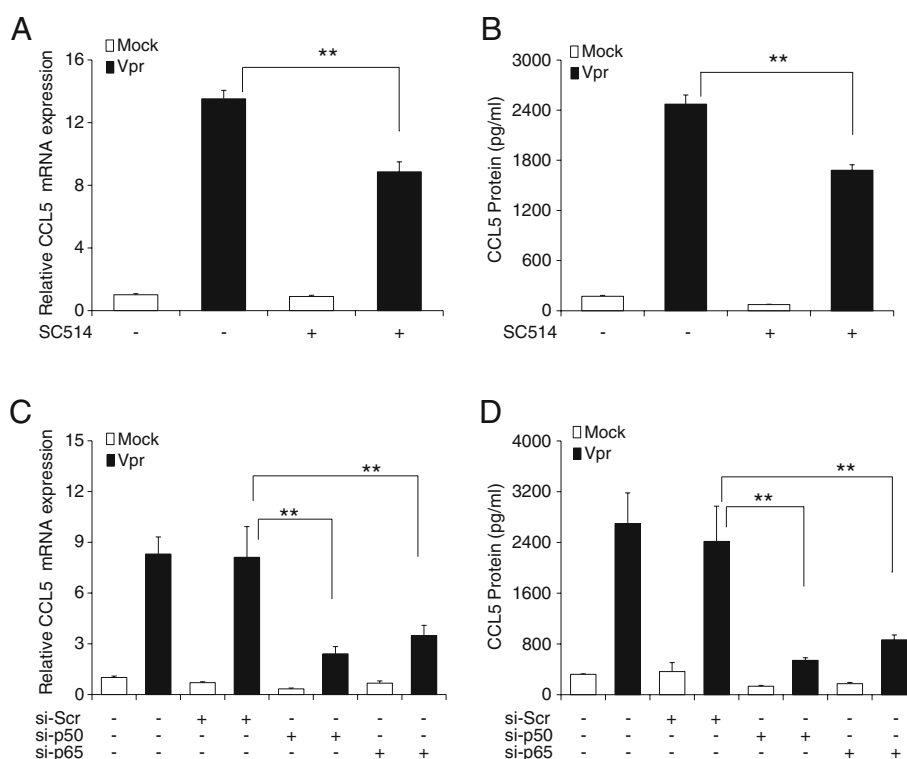 A
Mock
Vpr
**
Relative CCL5 mRNA expression
16
12
8
4
0
SC514 - - + +
B
Mock
Vpr
**
CCL5 Protein (pg/ml)
3000
2400
1800
1200
600
0
SC514 - - + +
C
Mock
Vpr
**
**
Relative CCL5 mRNA expression
15
12
9
6
3
0
si-Scr - - + + - - - -
si-p50 - - - - + + - -
si-p65 - - - - - - + +
D
Mock
Vpr
**
**
CCL5 Protein (pg/ml)
4000
3200
2400
1600
800
0
si-Scr - - + + - - - -
si-p50 - - - - + + - -
si-p65 - - - - - - + +